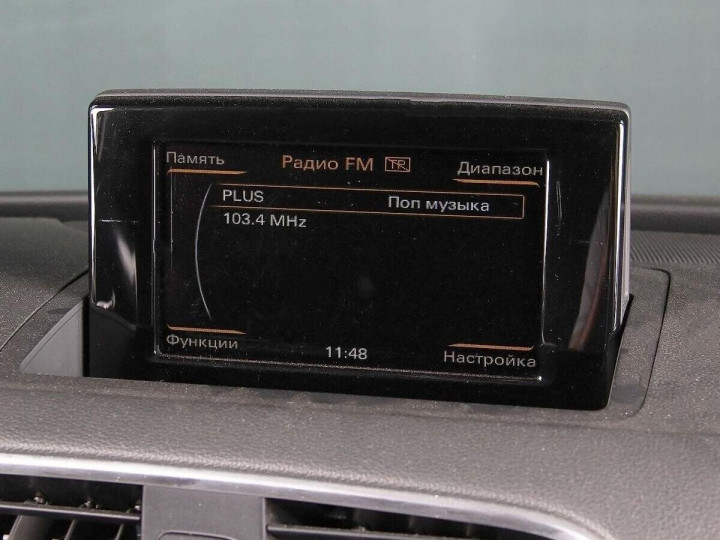 Память Радио FM TP Диапазон
PLUS Поп музыка
103.4 MHz
Функции 11:48 Настройка